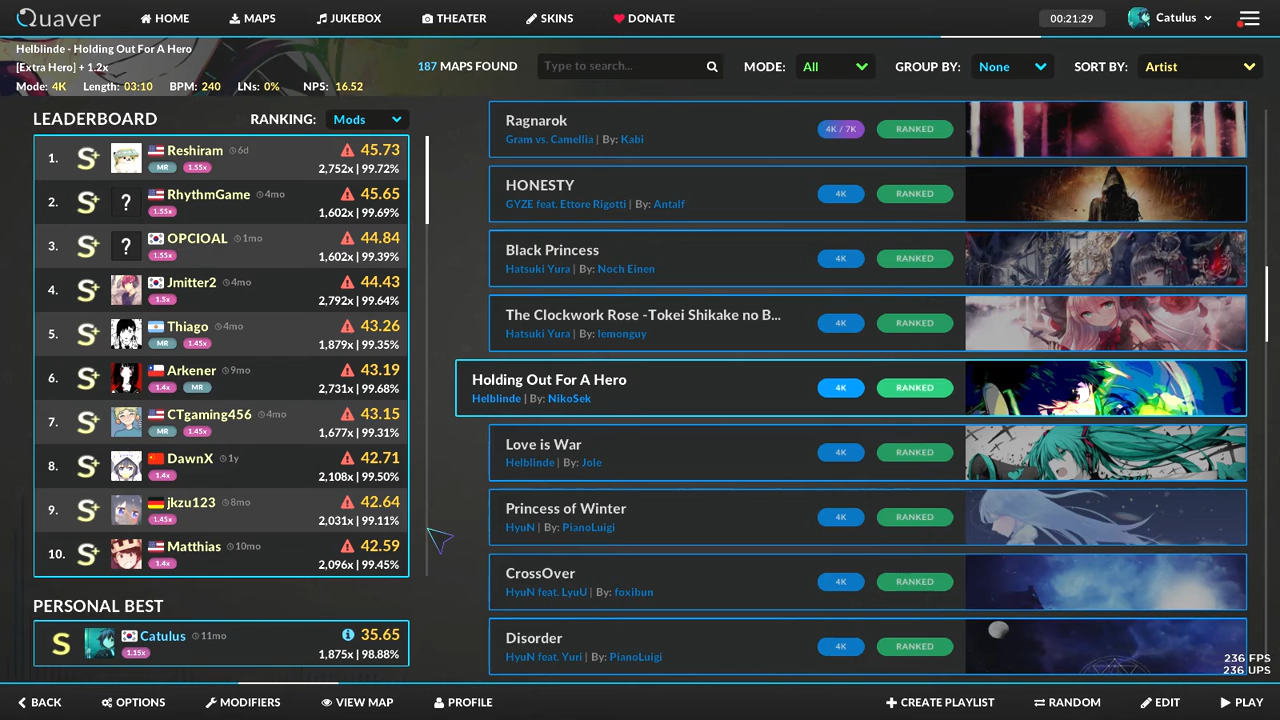 Quaver HOME MAPS JUKEBOX THEATER SKINS DONATE 00:21:29 Catulus
Helblinde - Holding Out For A Hero
[Extra Hero] + 1.2x
Mode: 4K Length: 03:10 BPM: 240 LNs: 0% NPS: 16.52
187 MAPS FOUND Type to search... MODE: All GROUP BY: None SORT BY: Artist
LEADERBOARD RANKING: Mods
1. S+ Reshiram 6d 45.73
MR 1.55x 2,752x | 99.72%
2. S+ ? RhythmGame 4mo 45.65
1.55x 1,602x | 99.69%
3. S+ ? OPCIOAL 1mo 44.84
1.55x 1,602x | 99.39%
4. S+ Jmitter2 4mo 44.43
1.5x 2,792x | 99.64%
5. S+ Thiago 4mo 43.26
MR 1.45x 1,879x | 99.35%
6. S+ Arkener 9mo 43.19
1.4x MR 2,731x | 99.68%
7. S+ CTgaming456 4mo 43.15
MR 1.45x 1,677x | 99.31%
8. S+ DawnX 1y 42.71
1.4x 2,108x | 99.50%
9. S+ jkzu123 8mo 42.64
1.45x 2,031x | 99.11%
10. S+ Matthias 10mo 42.59
1.4x 2,096x | 99.45%
PERSONAL BEST
S Catulus 11mo 35.65
1.15x 1,875x | 98.88%
Ragnarok 4K / 7K RANKED
Gram vs. Camellia | By: Kabi
HONESTY 4K RANKED
GYZE feat. Ettore Rigotti | By: Antalf
Black Princess 4K RANKED
Hatsuki Yura | By: Noch Einen
The Clockwork Rose -Tokei Shikake no B... 4K RANKED
Hatsuki Yura | By: lemonguy
Holding Out For A Hero 4K RANKED
Helblinde | By: NikoSek
Love is War 4K RANKED
Helblinde | By: Jole
Princess of Winter 4K RANKED
HyuN | By: PianoLuigi
CrossOver 4K RANKED
HyuN feat. LyuU | By: foxibun
Disorder 4K RANKED
HyuN feat. Yuri | By: PianoLuigi
236 FPS
236 UPS
BACK OPTIONS MODIFIERS VIEW MAP PROFILE CREATE PLAYLIST RANDOM EDIT PLAY